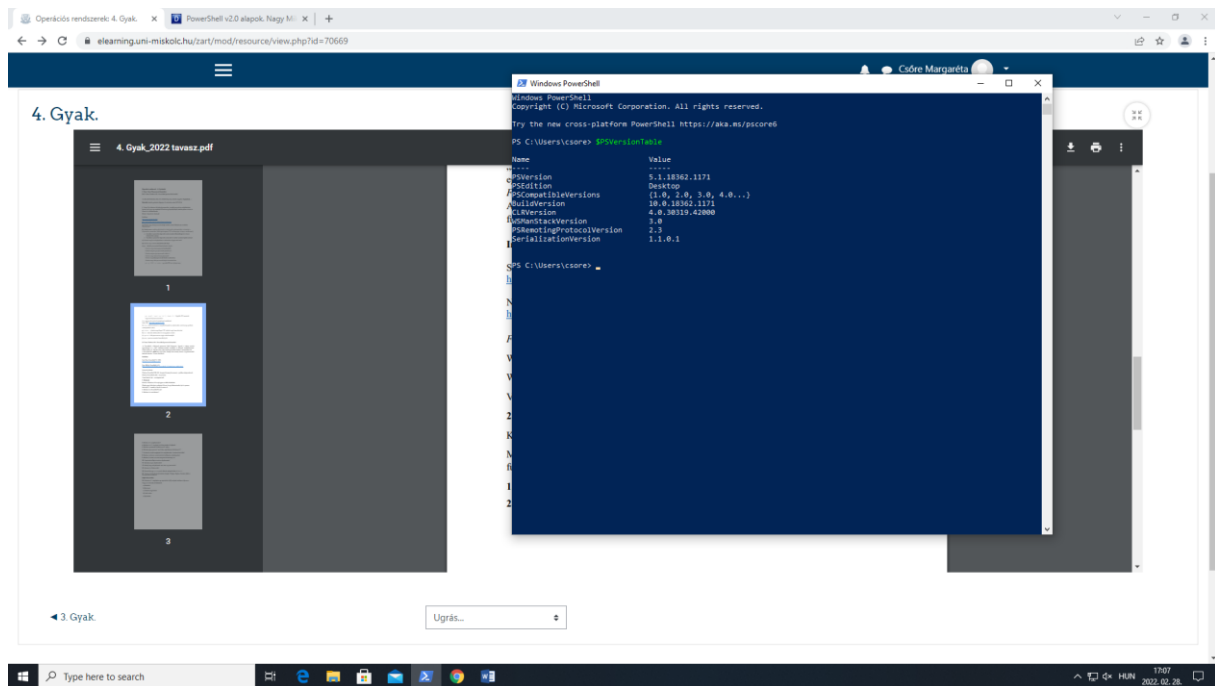 Operációs rendszerek: 4. Gyak.
PowerShell v2.0 alapok. Nagy Mi
elearning.uni-miskolc.hu/zart/mod/resource/view.php?id=70669
Csőre Margaréta
4. Gyak.
4. Gyak_2022 tavasz.pdf
1
2
3
Windows PowerShell
Windows PowerShell
Copyright (C) Microsoft Corporation. All rights reserved.
Try the new cross-platform PowerShell https://aka.ms/pscore6
PS C:\Users\csore> $PSVersionTable
Name Value
---- -----
PSVersion 5.1.18362.1171
PSEdition Desktop
PSCompatibleVersions {1.0, 2.0, 3.0, 4.0...}
BuildVersion 10.0.18362.1171
CLRVersion 4.0.30319.42000
WSManStackVersion 3.0
PSRemotingProtocolVersion 2.3
SerializationVersion 1.1.0.1
PS C:\Users\csore>
◄ 3. Gyak.
Ugrás...
Type here to search
HUN
17:07
2022. 02. 28.